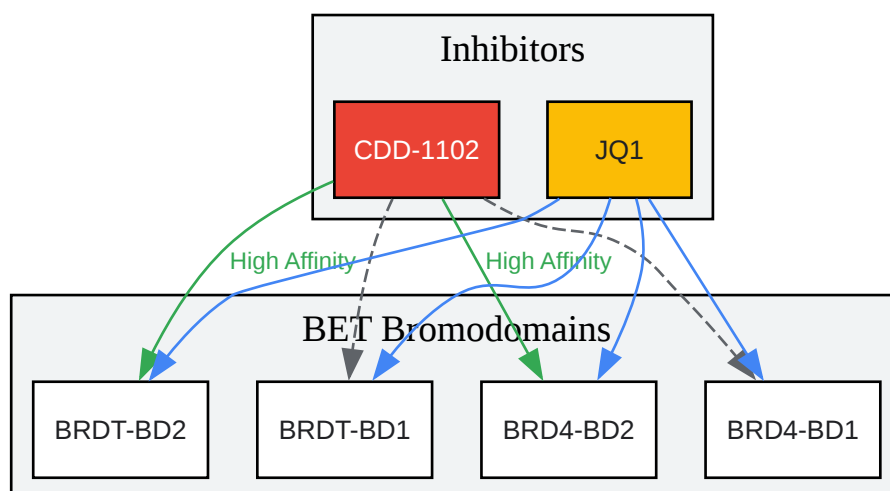 Inhibitors
CDD-1102
JQ1
High Affinity
High Affinity
BET Bromodomains
BRDT-BD2
BRDT-BD1
BRD4-BD2
BRD4-BD1